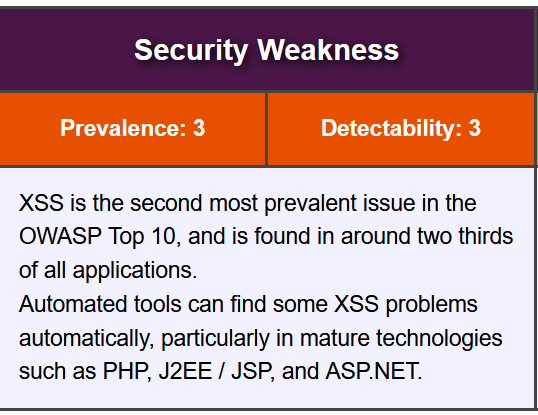 Security Weakness
Prevalence: 3
Detectability: 3
XSS is the second most prevalent issue in the
OWASP Top 10, and is found in around two thirds
of all applications.
Automated tools can find some XSS problems
automatically, particularly in mature technologies
such as PHP, J2EE / JSP, and ASP.NET.